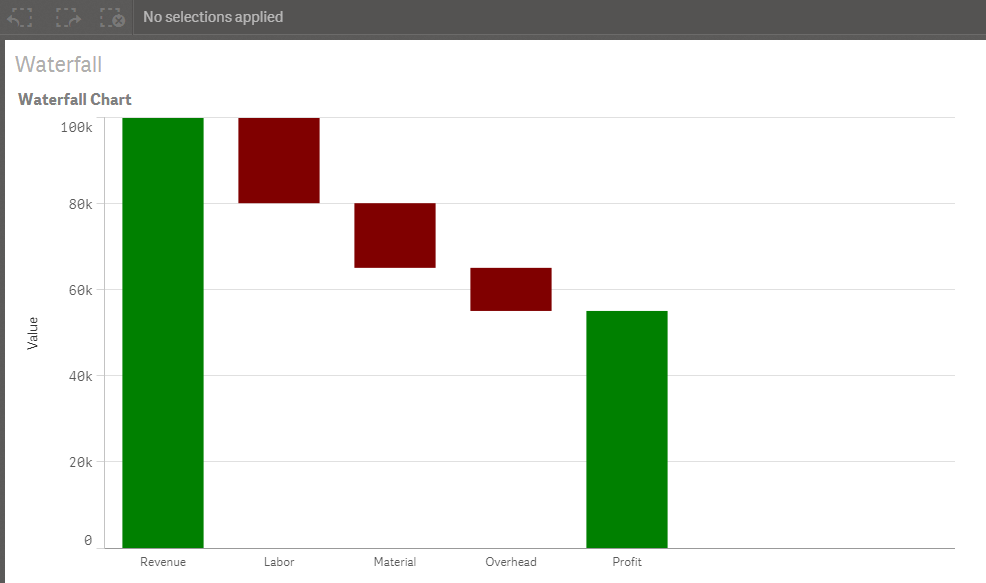 No selections applied
Waterfall
Waterfall Chart
100k
80k
60k
40k
20k
0
Value
Revenue Labor Material Overhead Profit